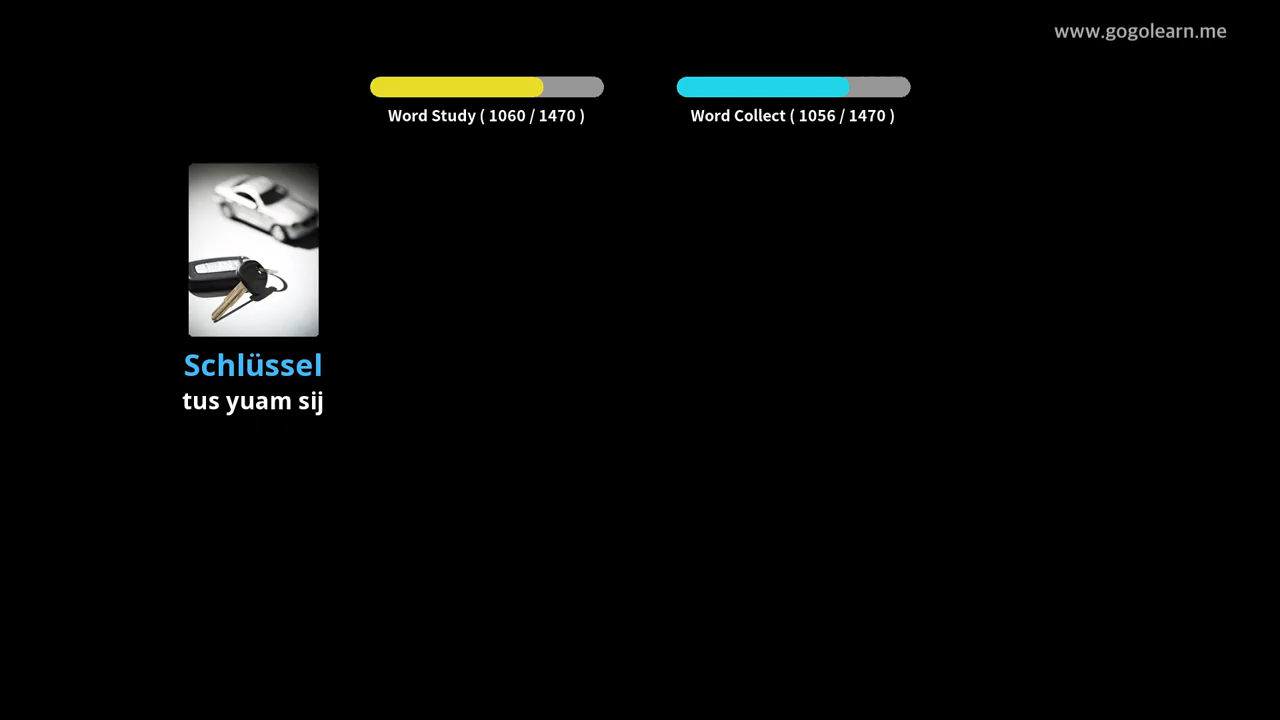 www.gogolearn.me
Word Study ( 1060 / 1470 )
Word Collect ( 1056 / 1470 )
Schlüssel
tus yuam sij